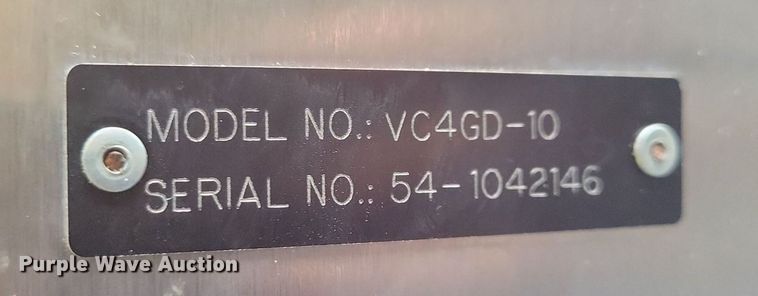 MODEL NO.: VC4GD-10
SERIAL NO.: 54-1042146
Purple Wave Auction